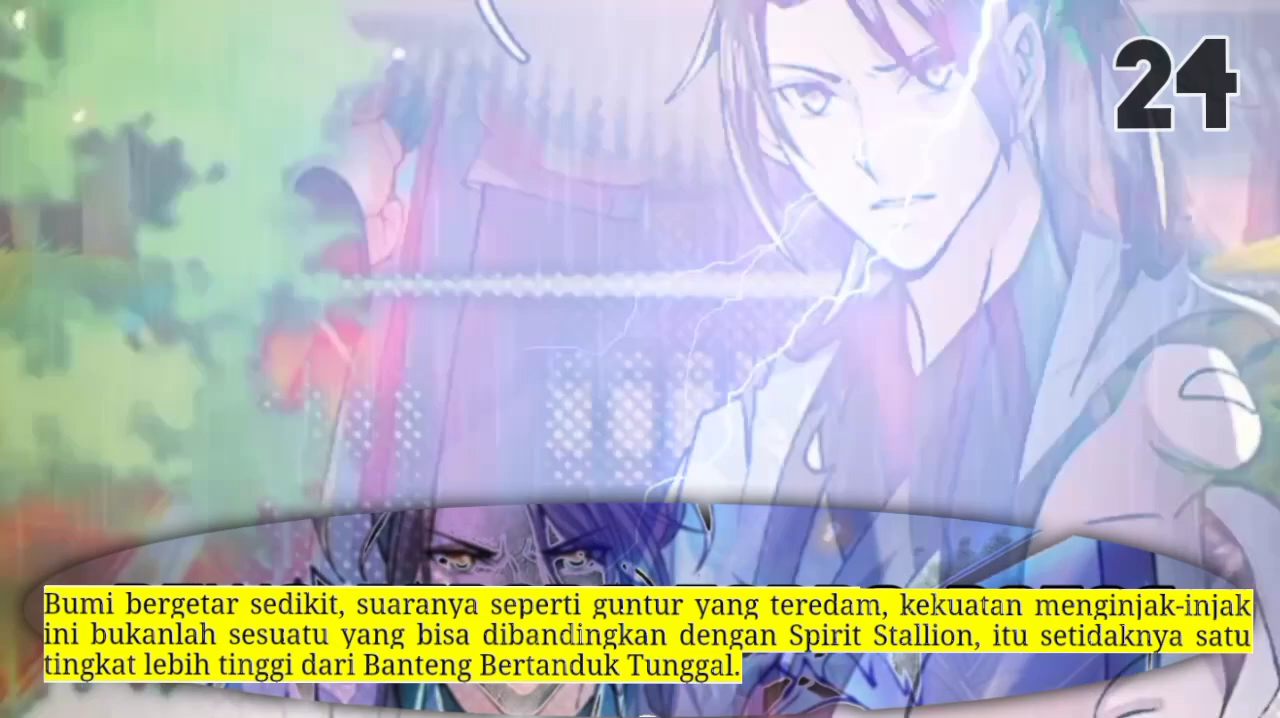 24
Bumi bergetar sedikit, suaranya seperti guntur yang teredam, kekuatan menginjak-injak
ini bukanlah sesuatu yang bisa dibandingkan dengan Spirit Stallion, itu setidaknya satu
tingkat lebih tinggi dari Banteng Bertanduk Tunggal.